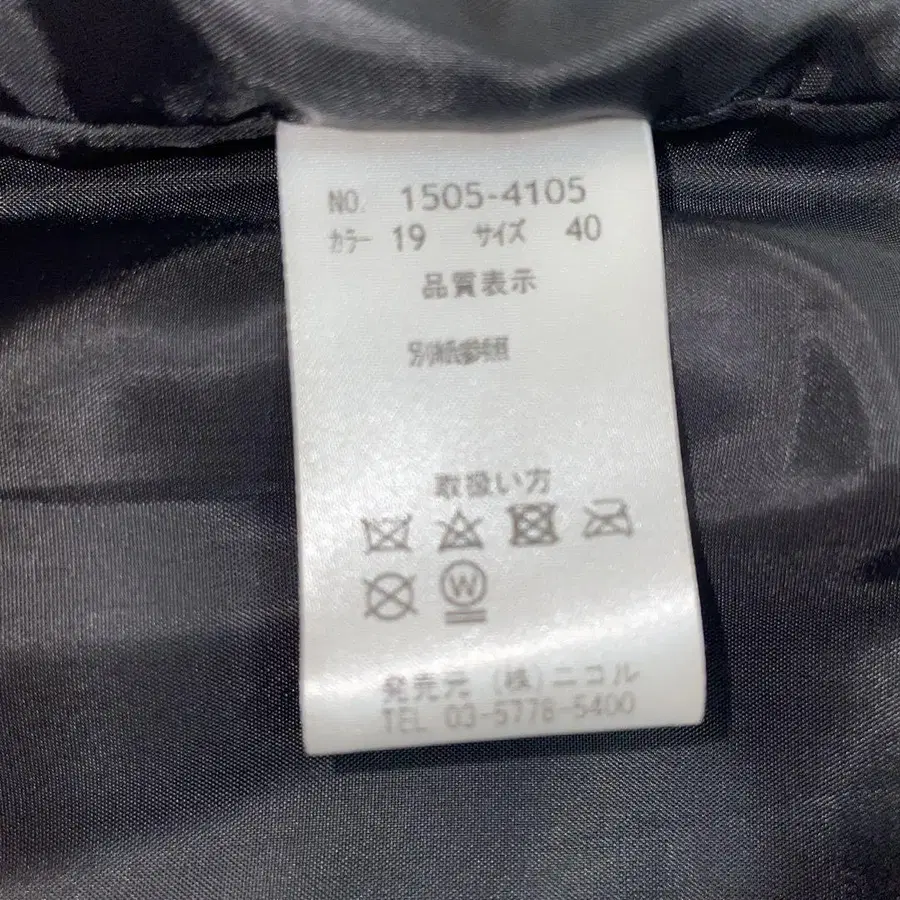 NO. 1505-4105
カラー 19 サイズ 40
品質表示
別紙参照
取扱い方
W
発売元 (株)ニコル
TEL 03-5778-5400